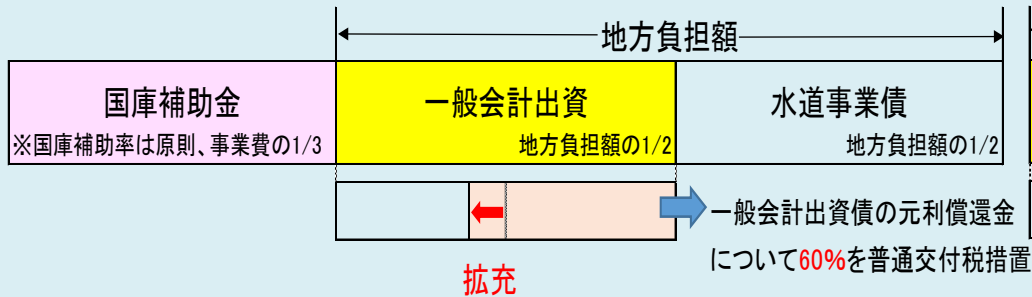 地方負担額
国庫補助金
※国庫補助率は原則、事業費の1/3
一般会計出資
地方負担額の1/2
水道事業債
地方負担額の1/2
一般会計出資債の元利償還金
について60%を普通交付税措置
拡充